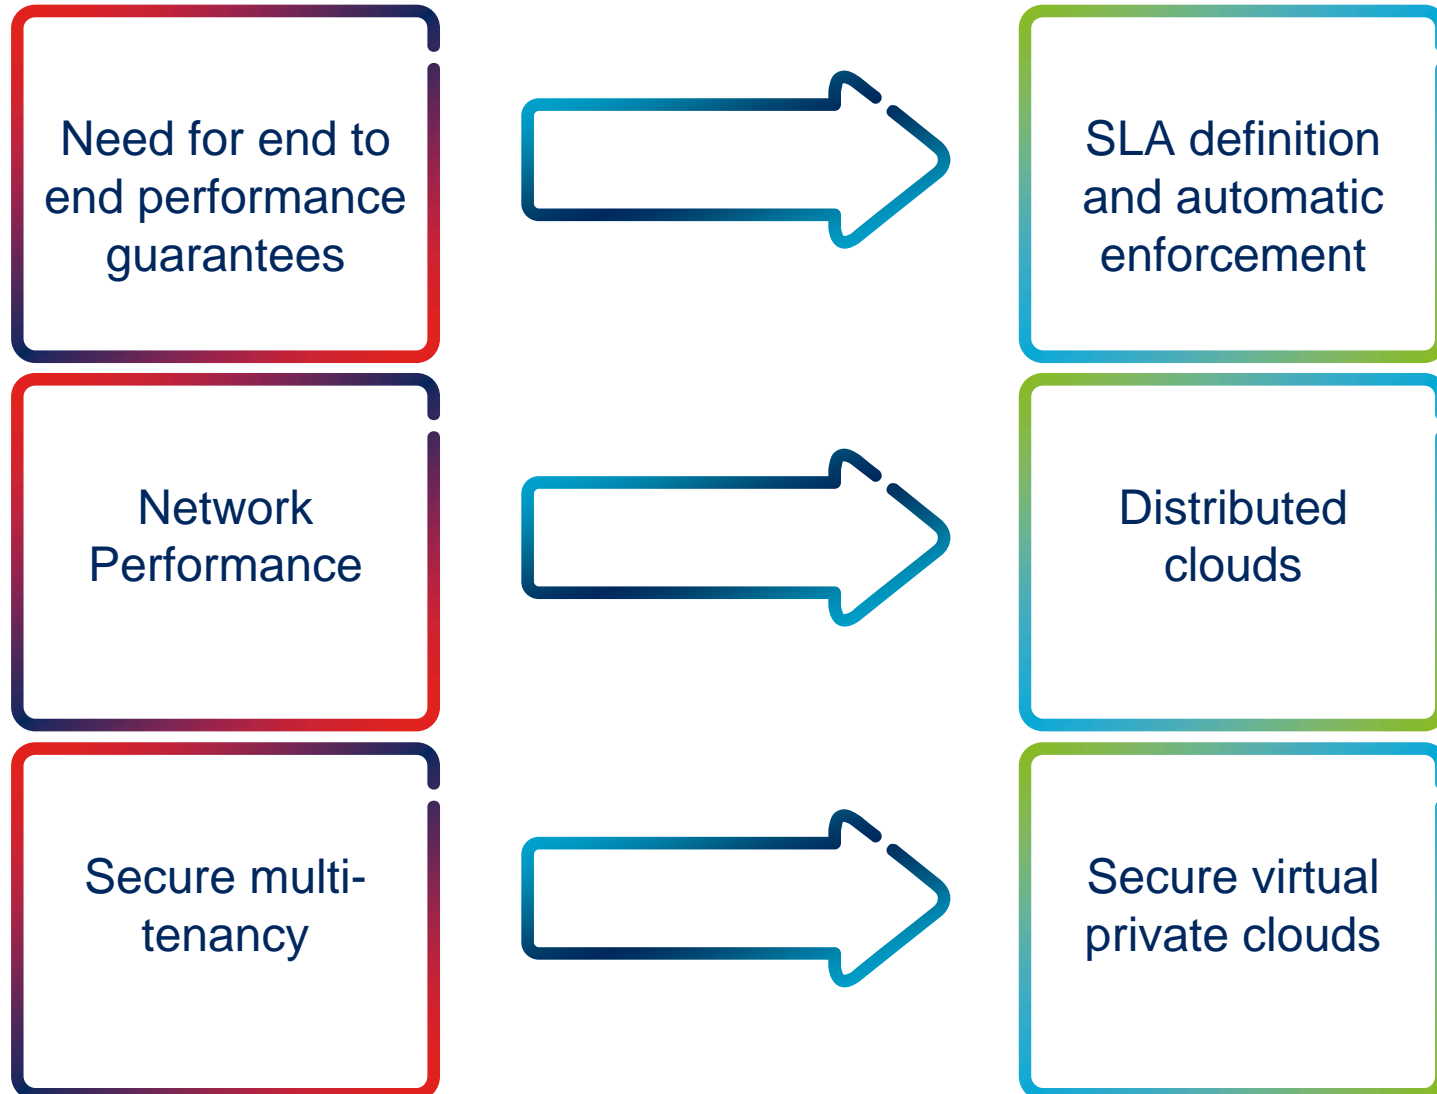 Need for end to
end performance
guarantees
SLA definition
and automatic
enforcement
Network
Performance
Distributed
clouds
Secure multi-
tenancy
Secure virtual
private clouds